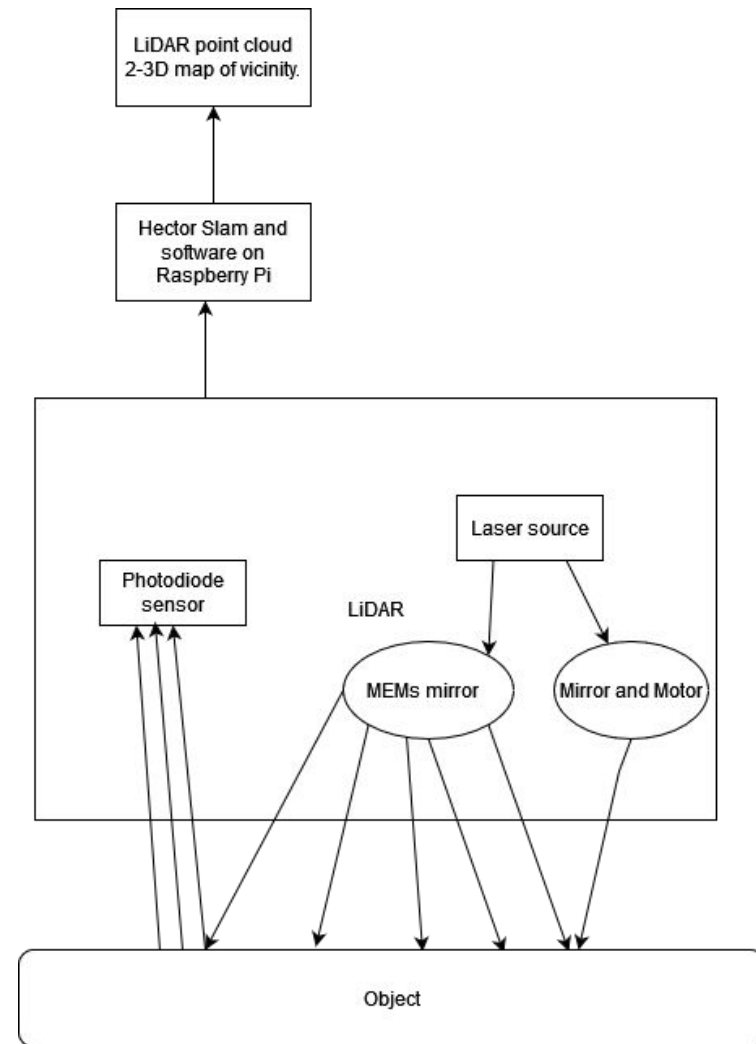 LiDAR point cloud
2-3D map of vicinity.
Hector Slam and
software on
Raspberry Pi
Laser source
Photodiode
sensor
LiDAR
MEMs mirror
Mirror and Motor
Object